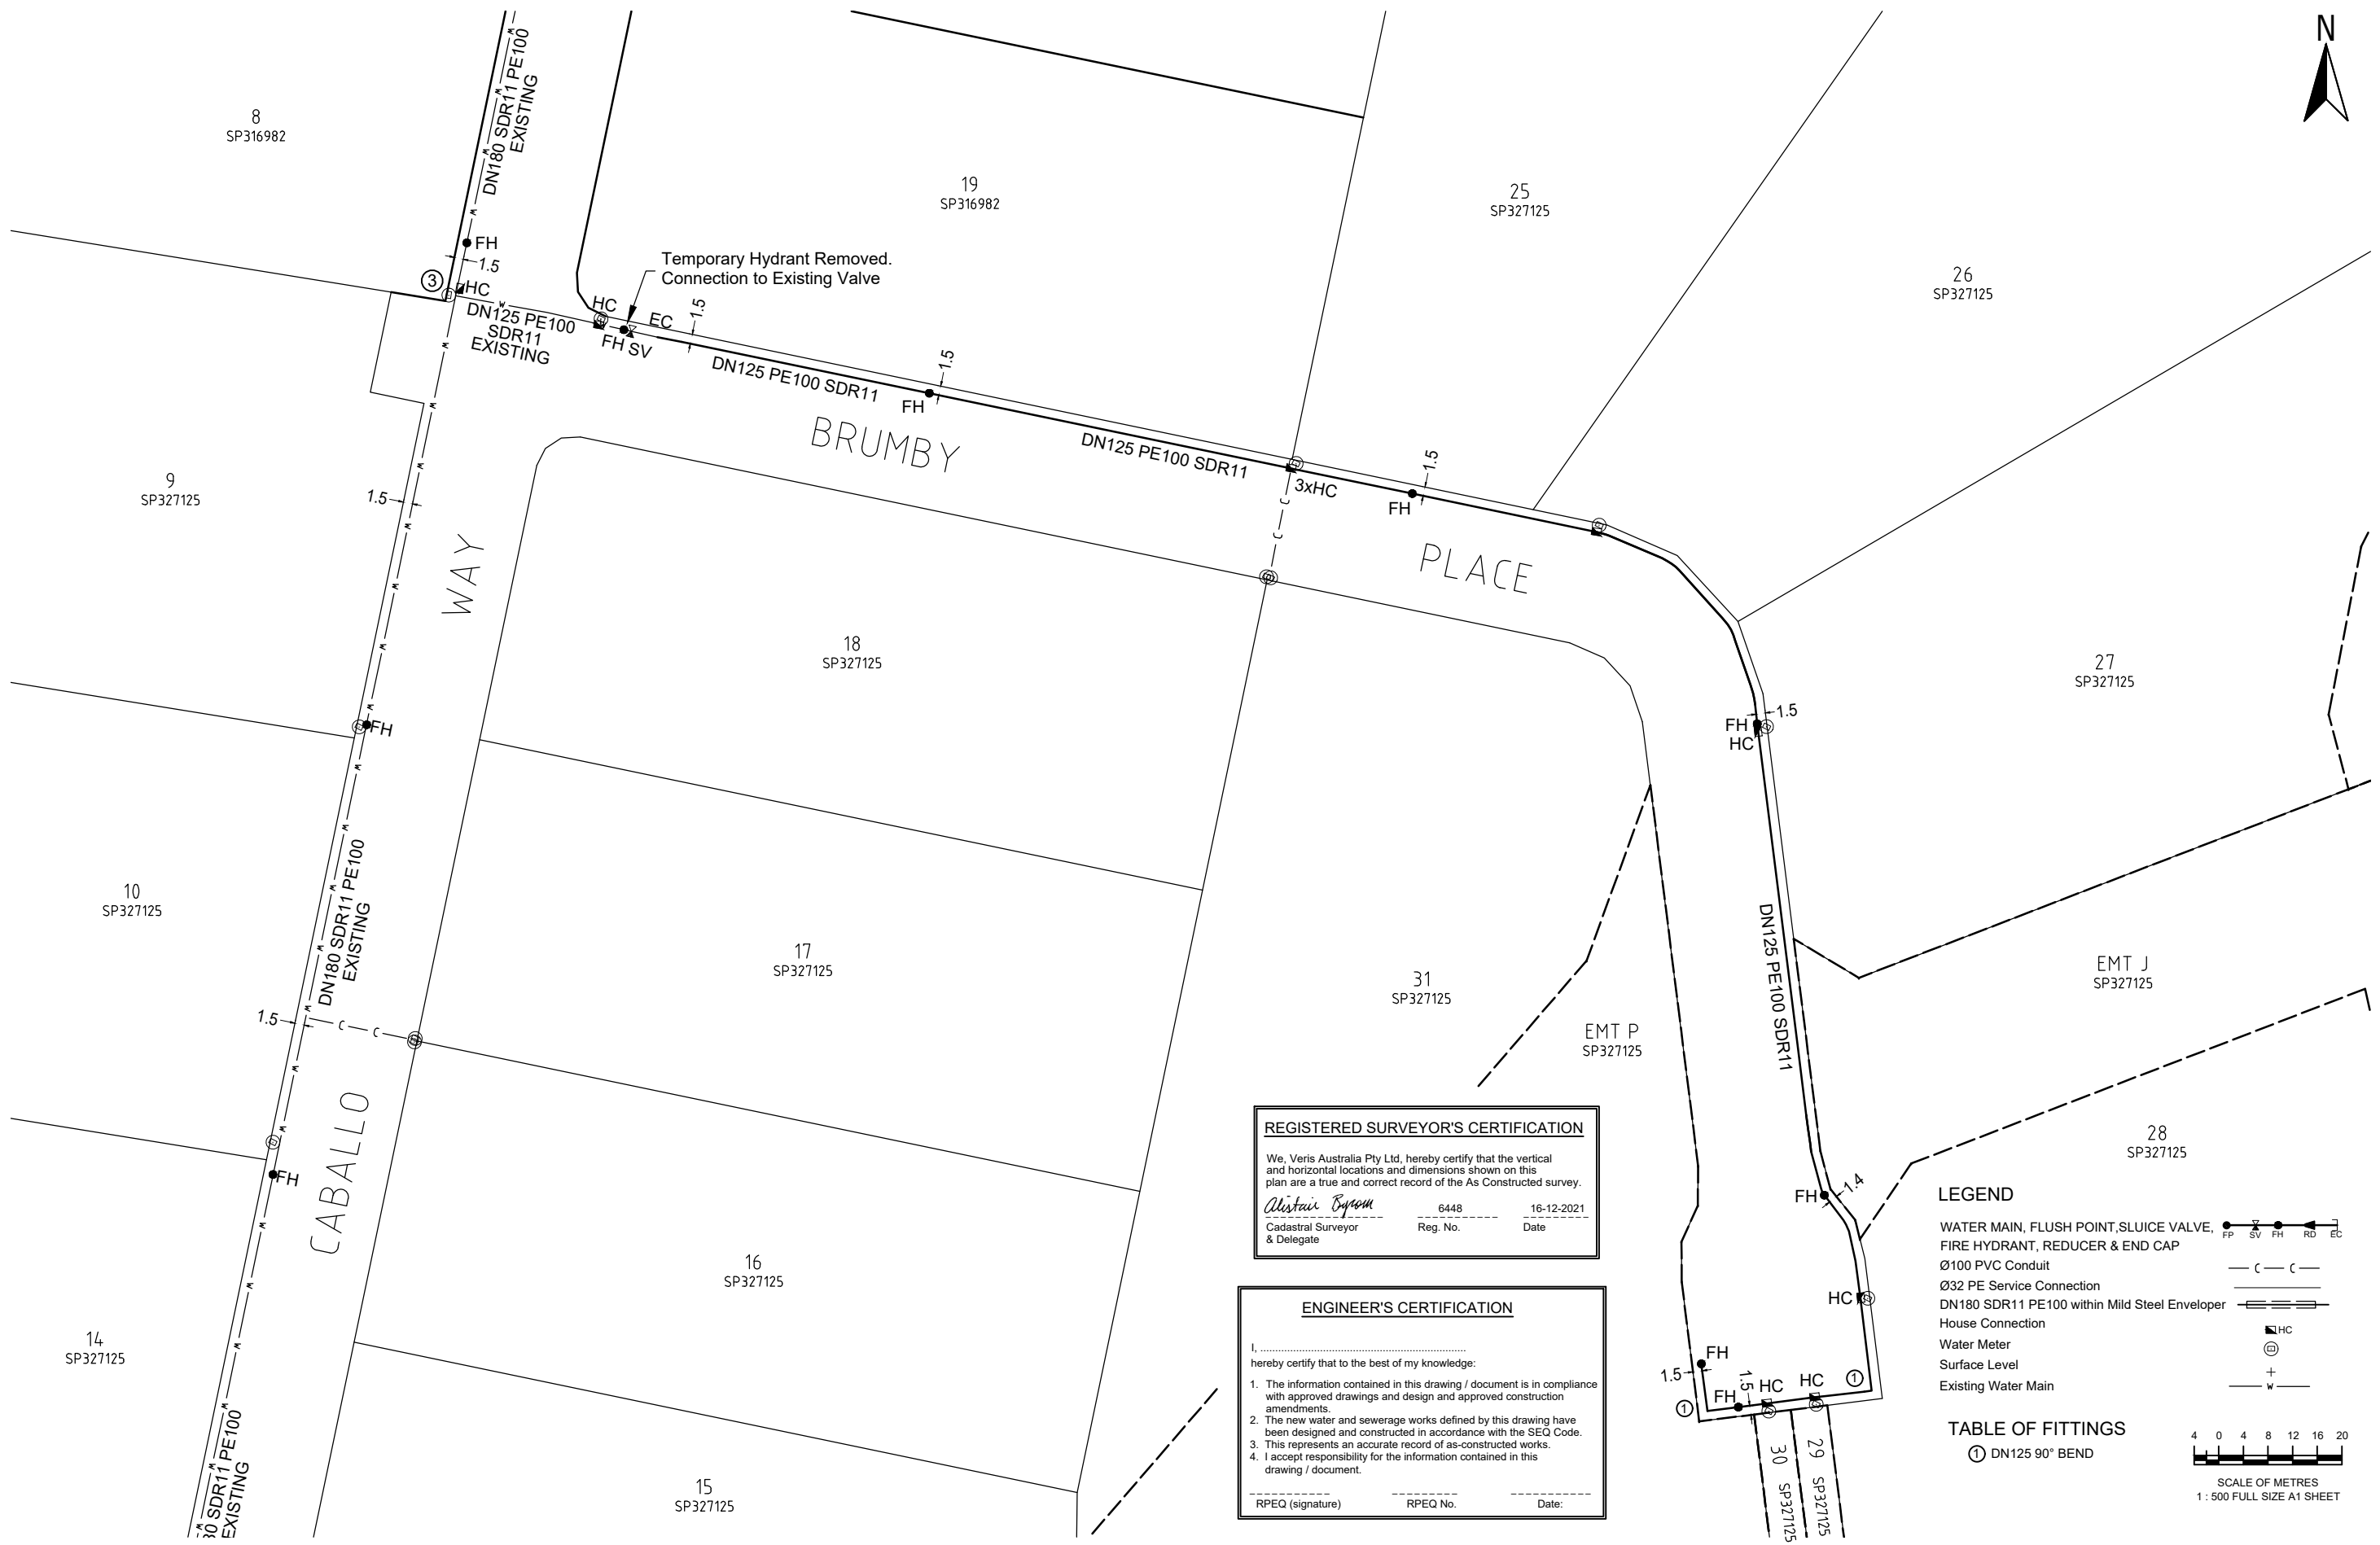 N
DN180 SDR11 PE100
EXISTING
8
SP316982
19
SP316982
25
SP327125
26
SP327125
FH
1.5
3
HC
DN125 PE100
SDR11
EXISTING
Temporary Hydrant Removed.
Connection to Existing Valve
HC
EC
1.5
FH SV
DN125 PE100 SDR11
1.5
FH
BRUMBY
DN125 PE100 SDR11
3xHC
1.5
FH
PLACE
9
SP327125
1.5
WAY
18
SP327125
27
SP327125
FH
FH
HC
1.5
10
SP327125
DN180 SDR11 PE100
EXISTING
17
SP327125
31
SP327125
DN125 PE100 SDR11
EMT J
SP327125
EMT P
SP327125
1.5
C C
C
C
CABALLO
FH
16
SP327125
14
SP327125
15
SP327125
80 SDR11 PE100
EXISTING
REGISTERED SURVEYOR'S CERTIFICATION
We, Veris Australia Pty Ltd, hereby certify that the vertical
and horizontal locations and dimensions shown on this
plan are a true and correct record of the As Constructed survey.
Alistair Byrom 6448 16-12-2021
Cadastral Surveyor Reg. No. Date
& Delegate
ENGINEER'S CERTIFICATION
I, ....................................................................
hereby certify that to the best of my knowledge:
1. The information contained in this drawing / document is in compliance
with approved drawings and design and approved construction
amendments.
2. The new water and sewerage works defined by this drawing have
been designed and constructed in accordance with the SEQ Code.
3. This represents an accurate record of as-constructed works.
4. I accept responsibility for the information contained in this
drawing / document.
RPEQ (signature) RPEQ No. Date:
28
SP327125
FH
1.4
HC
FH
1.5
1.5
HC
HC
1
FH
1
30
SP327125
29
SP327125
LEGEND
WATER MAIN, FLUSH POINT,SLUICE VALVE,
FP SV FH RD EC
FIRE HYDRANT, REDUCER & END CAP
Ø100 PVC Conduit C C
Ø32 PE Service Connection
DN180 SDR11 PE100 within Mild Steel Enveloper
House Connection HC
Water Meter
Surface Level
Existing Water Main W
TABLE OF FITTINGS
1 DN125 90° BEND
4 0 4 8 12 16 20
SCALE OF METRES
1 : 500 FULL SIZE A1 SHEET